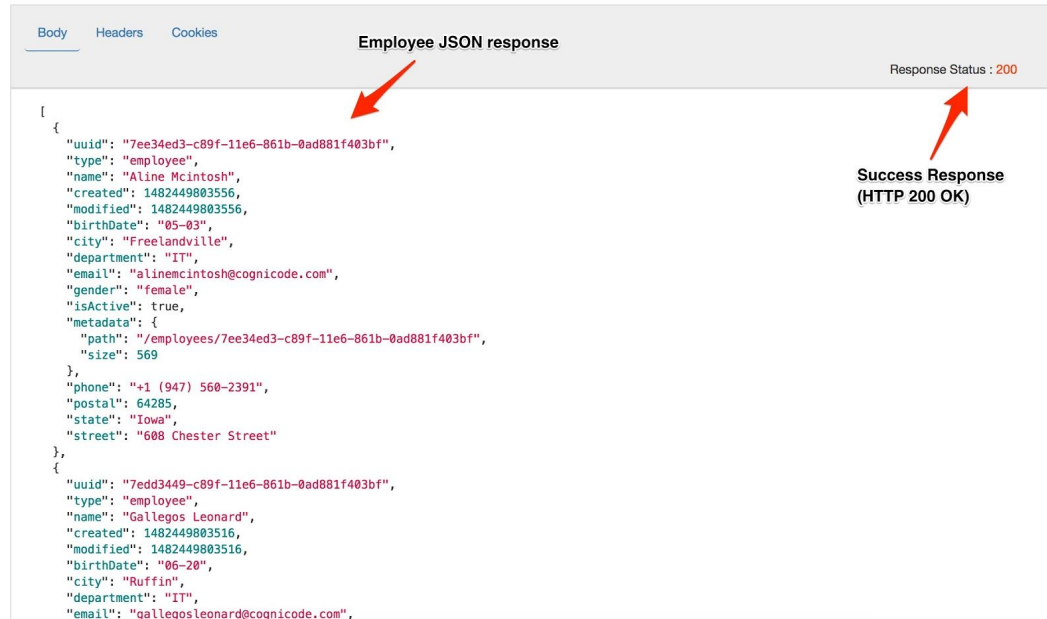 Body Headers Cookies
Employee JSON response
Response Status : 200
Success Response
(HTTP 200 OK)
[
{
"uuid": "7ee34ed3-c89f-11e6-861b-0ad881f403bf",
"type": "employee",
"name": "Aline Mcintosh",
"created": 1482449803556,
"modified": 1482449803556,
"birthDate": "05-03",
"city": "Freelandville",
"department": "IT",
"email": "alinemcintosh@cognicode.com",
"gender": "female",
"isActive": true,
"metadata": {
"path": "/employees/7ee34ed3-c89f-11e6-861b-0ad881f403bf",
"size": 569
},
"phone": "+1 (947) 560-2391",
"postal": 64285,
"state": "Iowa",
"street": "608 Chester Street"
},
{
"uuid": "7edd3449-c89f-11e6-861b-0ad881f403bf",
"type": "employee",
"name": "Gallegos Leonard",
"created": 1482449803516,
"modified": 1482449803516,
"birthDate": "06-20",
"city": "Ruffin",
"department": "IT",
"email": "gallegosleonard@cognicode.com",